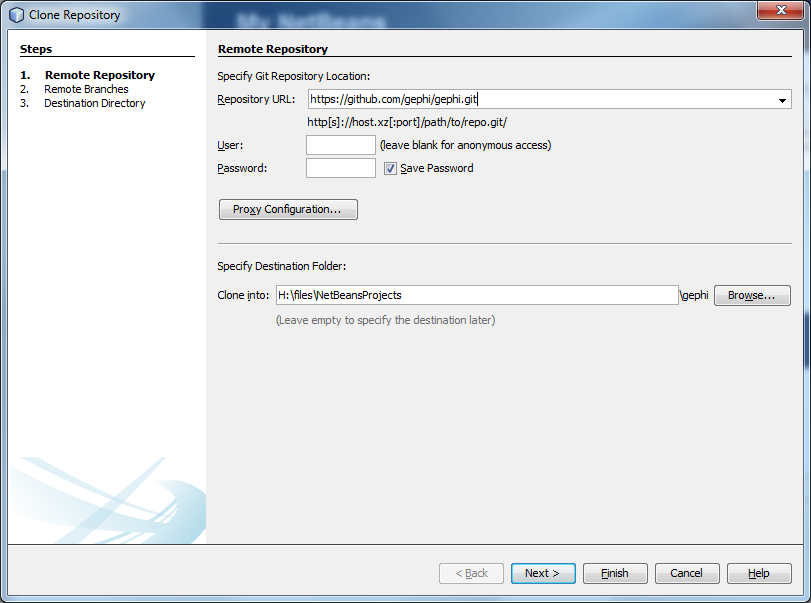 Clone Repository
My NetBeans
Steps
1. Remote Repository
2. Remote Branches
3. Destination Directory
Remote Repository
Specify Git Repository Location:
Repository URL: https://github.com/gephi/gephi.git
http[s]://host.xz[:port]/path/to/repo.git/
User: (leave blank for anonymous access)
Password: Save Password
Proxy Configuration...
Specify Destination Folder:
Clone into: H:\files\NetBeansProjects \gephi Browse...
(Leave empty to specify the destination later)
< Back Next > Finish Cancel Help